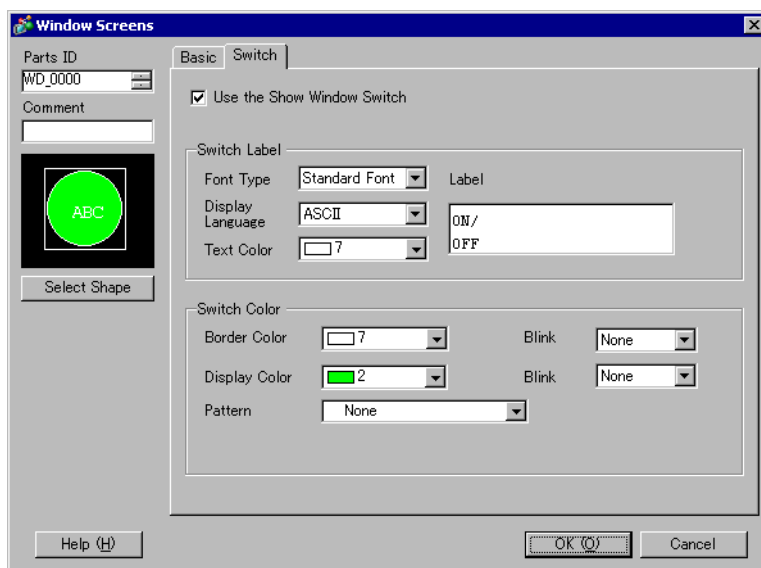 Window Screens
Parts ID
WD_0000
Comment
ABC
Select Shape
Basic
Switch
Use the Show Window Switch
Switch Label
Font Type
Standard Font
Label
Display
Language
ASCII
ON/
OFF
Text Color
7
Switch Color
Border Color
7
Blink
None
Display Color
2
Blink
None
Pattern
None
Help (H)
OK (O)
Cancel